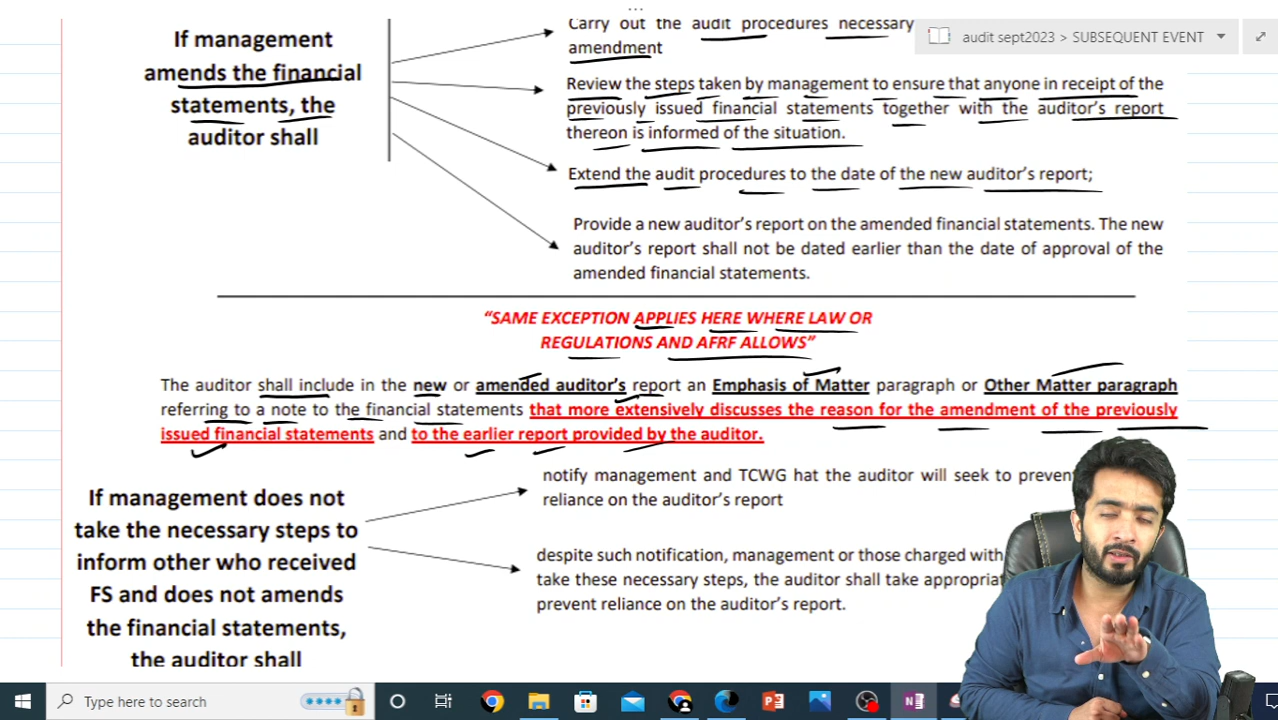 If management
amends the financial
statements, the
auditor shall
Carry out the audit procedures necessary
amendment
Review the steps taken by management to ensure that anyone in receipt of the
previously issued financial statements together with the auditor's report
thereon is informed of the situation.
Extend the audit procedures to the date of the new auditor's report;
Provide a new auditor's report on the amended financial statements. The new
auditor's report shall not be dated earlier than the date of approval of the
amended financial statements.
audit sept2023 > SUBSEQUENT EVENT
"SAME EXCEPTION APPLIES HERE WHERE LAW OR
REGULATIONS AND AFRF ALLOWS"
The auditor shall include in the new or amended auditor's report an Emphasis of Matter paragraph or Other Matter paragraph
referring to a note to the financial statements that more extensively discusses the reason for the amendment of the previously
issued financial statements and to the earlier report provided by the auditor.
If management does not
take the necessary steps to
inform other who received
FS and does not amends
the financial statements,
the auditor shall
notify management and TCWG hat the auditor will seek to prevent
reliance on the auditor's report
despite such notification, management or those charged with
take these necessary steps, the auditor shall take
prevent reliance on the auditor's report.
Type here to search